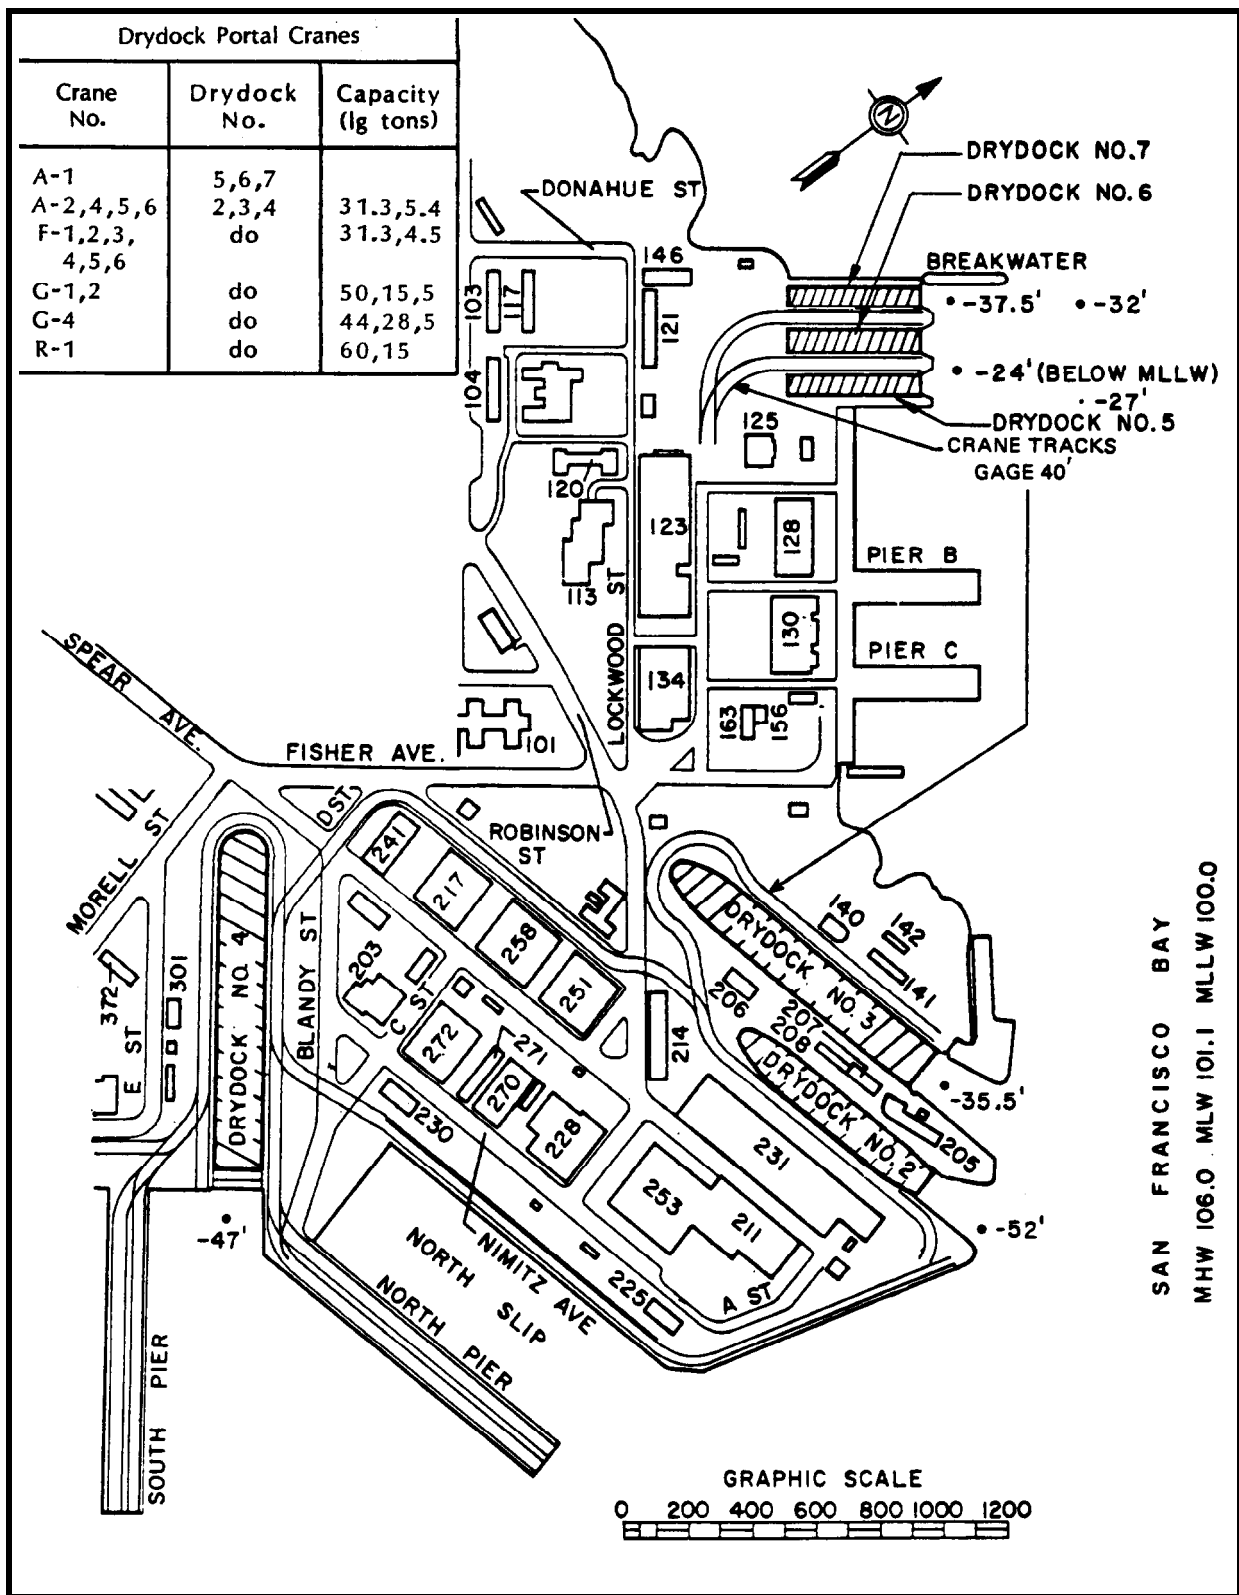 Drydock Portal Cranes
Crane No.
Drydock No.
Capacity (lg tons)
A-1 5,6,7
A-2,4,5,6 2,3,4 31.3,5.4
F-1,2,3, do 31.3,4.5
4,5,6
G-1,2 do 50,15,5
G-4 do 44,28,5
R-1 do 60,15
N
DRYDOCK NO.7
DRYDOCK NO.6
DONAHUE ST
146
BREAKWATER
-37.5'
-32'
103
117
121
-24' (BELOW MLLW)
-27'
104
DRYDOCK NO.5
125
CRANE TRACKS
GAGE 40'
120
123
128
PIER B
113
LOCKWOOD ST
130
PIER C
134
163
156
SPEAR AVE.
101
FISHER AVE.
D ST.
ROBINSON
ST
MORELL ST
241
217
258
251
DRYDOCK NO. 4
BLANDY ST
203
C ST
DRYDOCK NO. 3
140
142
141
206
207
208
372
301
E ST
272
271
270
214
DRYDOCK NO. 2
-35.5'
230
228
231
205
253
211
-47'
-52'
NORTH SLIP
NIMITZ AVE
225
A ST
NORTH PIER
SOUTH PIER
SAN FRANCISCO BAY
MHW 106.0 MLW 101.1 MLLW 100.0
GRAPHIC SCALE
0 200 400 600 800 1000 1200